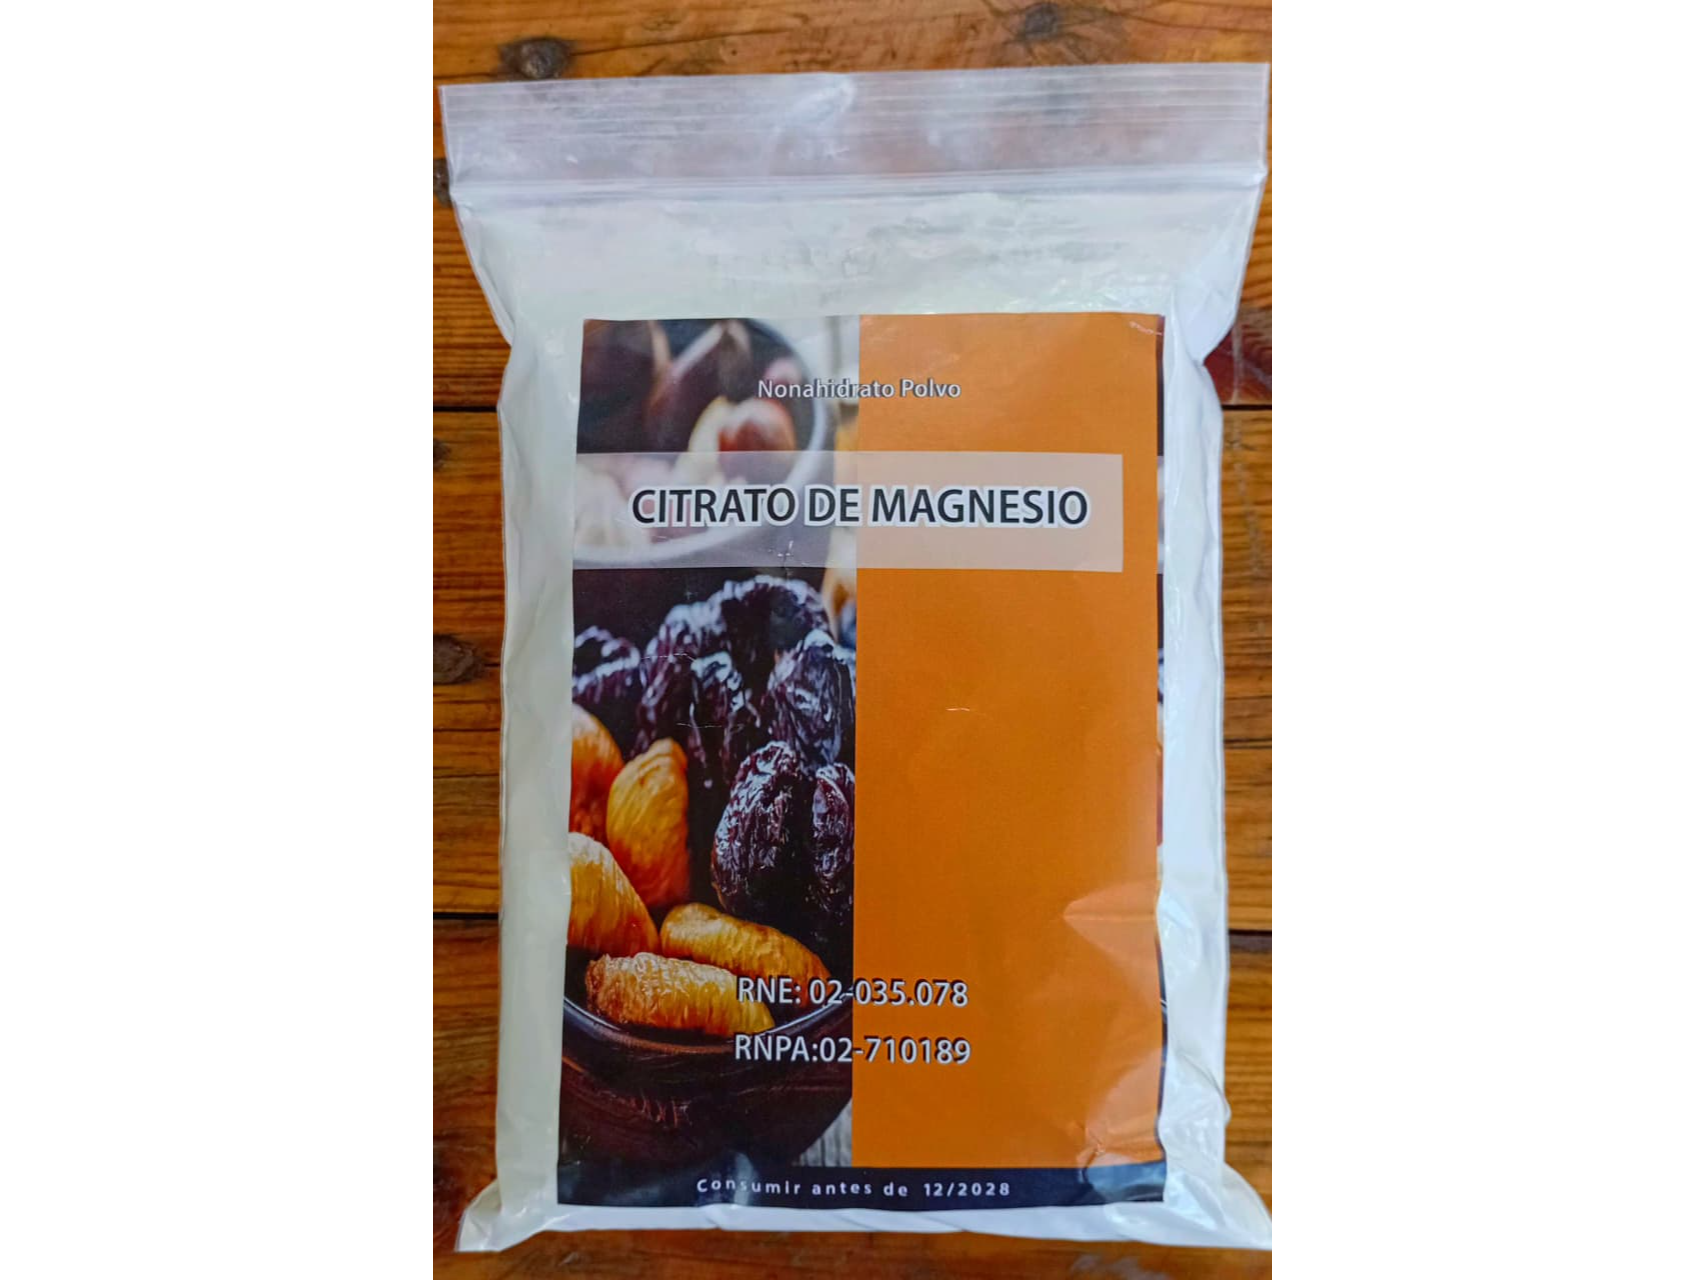 Nonahidrato Polvo
CITRATO DE MAGNESIO
RNE: 02-035.078
RNPA:02-710189
Consumir antes de 12/2028